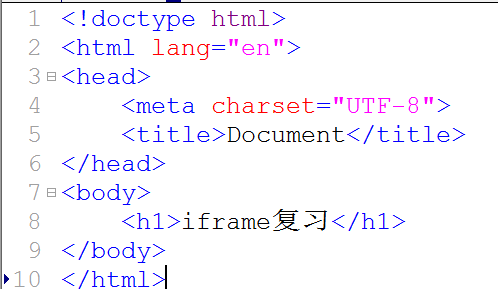 1 <!doctype html>
2 <html lang="en">
3 <head>
4 <meta charset="UTF-8">
5 <title>Document</title>
6 </head>
7 <body>
8 <h1>iframe复习</h1>
9 </body>
10 </html>